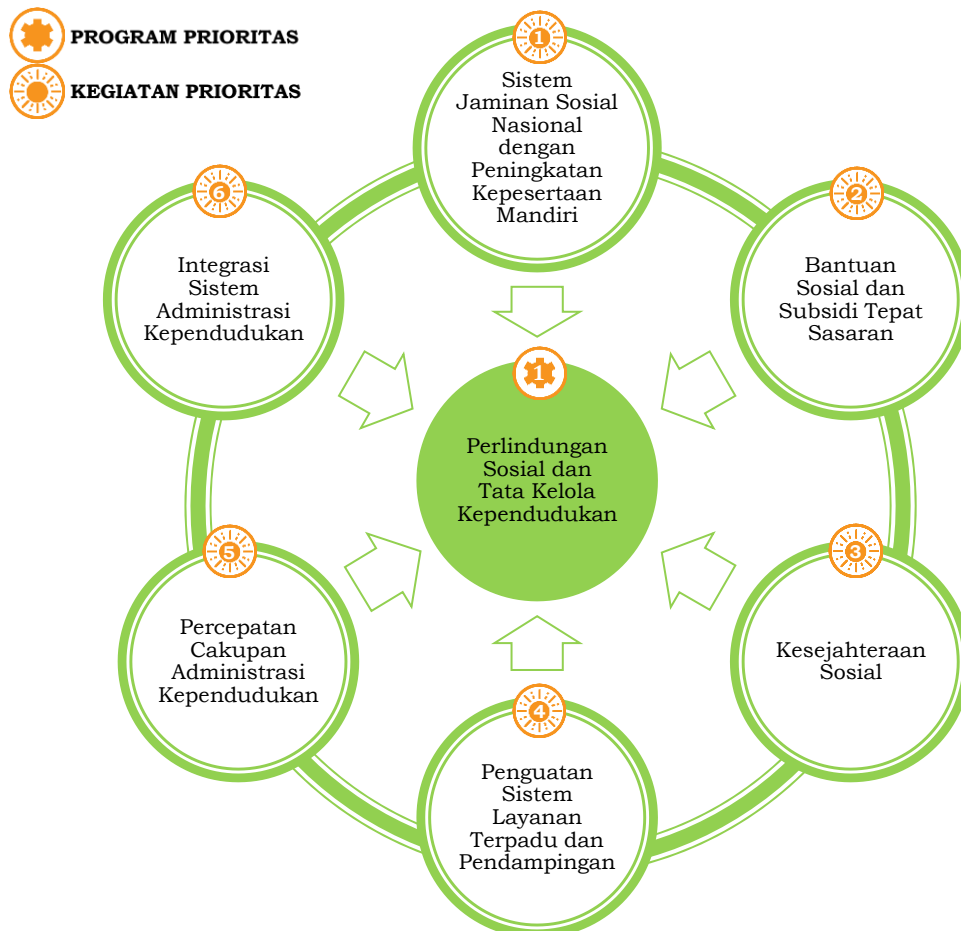 PROGRAM PRIORITAS
KEGIATAN PRIORITAS
1
Sistem
Jaminan Sosial
Nasional
dengan
Peningkatan
Kepesertaan
Mandiri
2
Bantuan
Sosial dan
Subsidi Tepat
Sasaran
3
Kesejahteraan
Sosial
4
Penguatan
Sistem
Layanan
Terpadu dan
Pendampingan
5
Percepatan
Cakupan
Administrasi
Kependudukan
6
Integrasi
Sistem
Administrasi
Kependudukan
1
Perlindungan
Sosial dan
Tata Kelola
Kependudukan